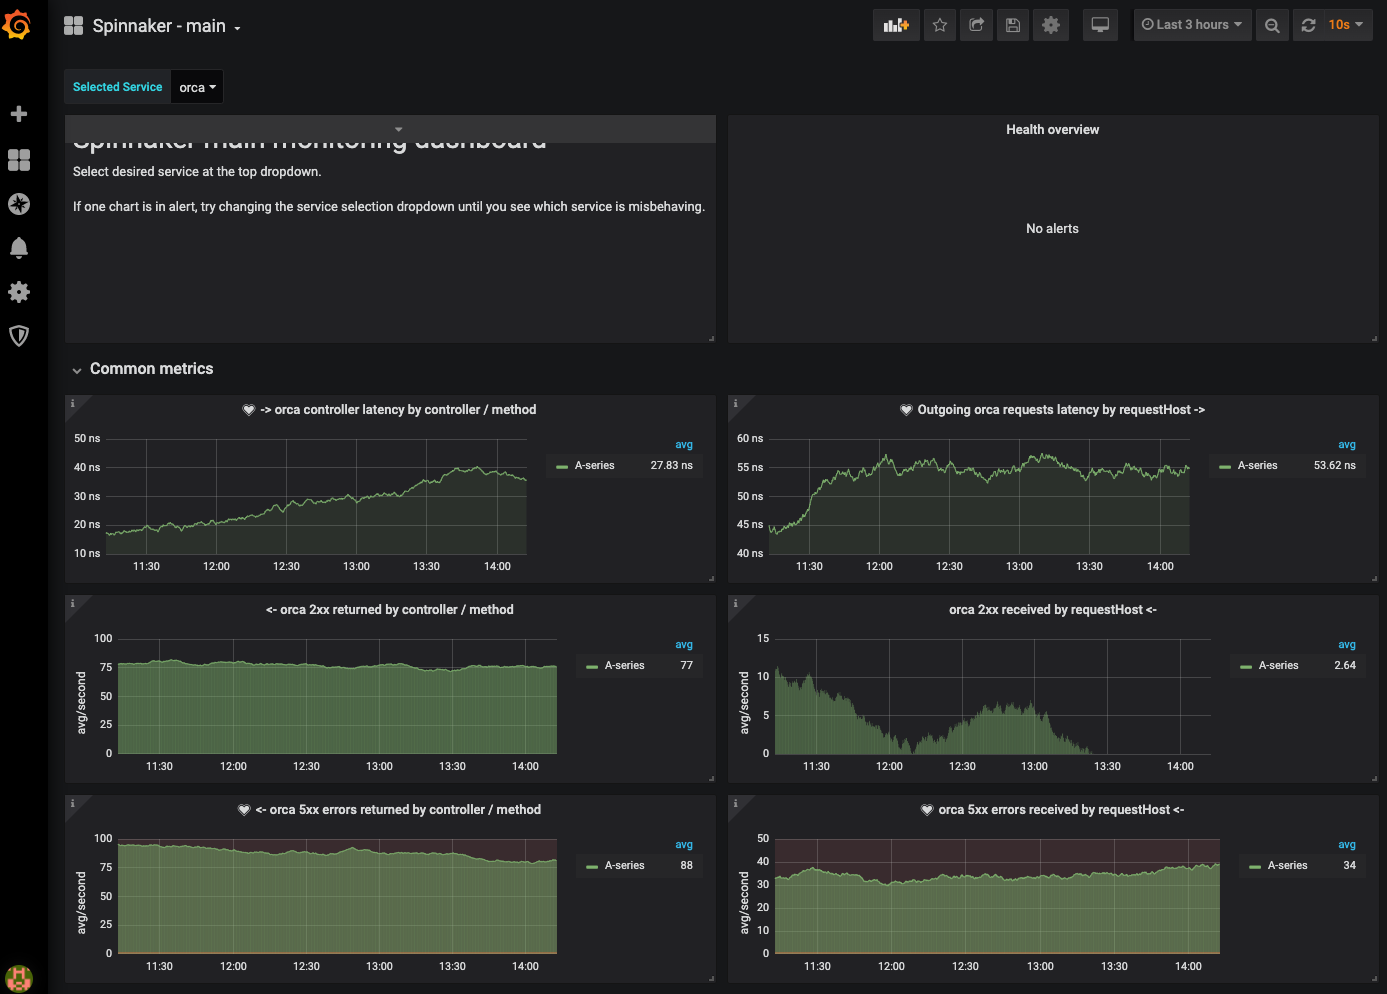 Spinnaker - main
Last 3 hours
10s
Selected Service
orca
Spinnaker main monitoring dashboard
Select desired service at the top dropdown.
If one chart is in alert, try changing the service selection dropdown until you see which service is misbehaving.
Health overview
No alerts
Common metrics
i
-> orca controller latency by controller / method
50 ns
40 ns
30 ns
20 ns
10 ns
11:30 12:00 12:30 13:00 13:30 14:00
avg
A-series 27.83 ns
i
Outgoing orca requests latency by requestHost ->
60 ns
55 ns
50 ns
45 ns
40 ns
11:30 12:00 12:30 13:00 13:30 14:00
avg
A-series 53.62 ns
i
<- orca 2xx returned by controller / method
avg/second
100
75
50
25
0
11:30 12:00 12:30 13:00 13:30 14:00
avg
A-series 77
i
orca 2xx received by requestHost <-
avg/second
15
10
5
0
11:30 12:00 12:30 13:00 13:30 14:00
avg
A-series 2.64
i
<- orca 5xx errors returned by controller / method
avg/second
100
75
50
25
0
11:30 12:00 12:30 13:00 13:30 14:00
avg
A-series 88
i
orca 5xx errors received by requestHost <-
avg/second
50
40
30
20
10
0
11:30 12:00 12:30 13:00 13:30 14:00
avg
A-series 34